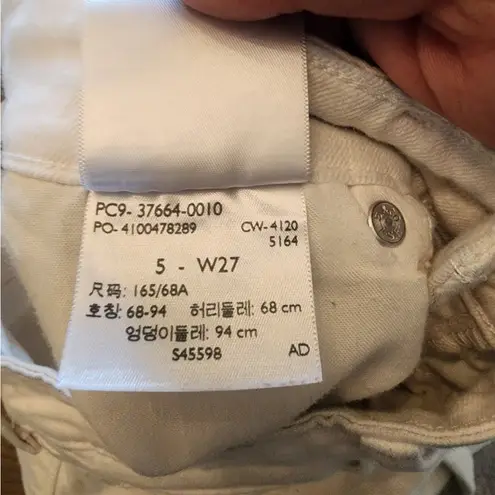 PC9- 37664-0010
PO- 4100478289 CW-4120
5164
5 - W27
尺码: 165/68A
호칭: 68-94 허리둘레: 68 cm
엉덩이둘레: 94 cm
S45598 AD